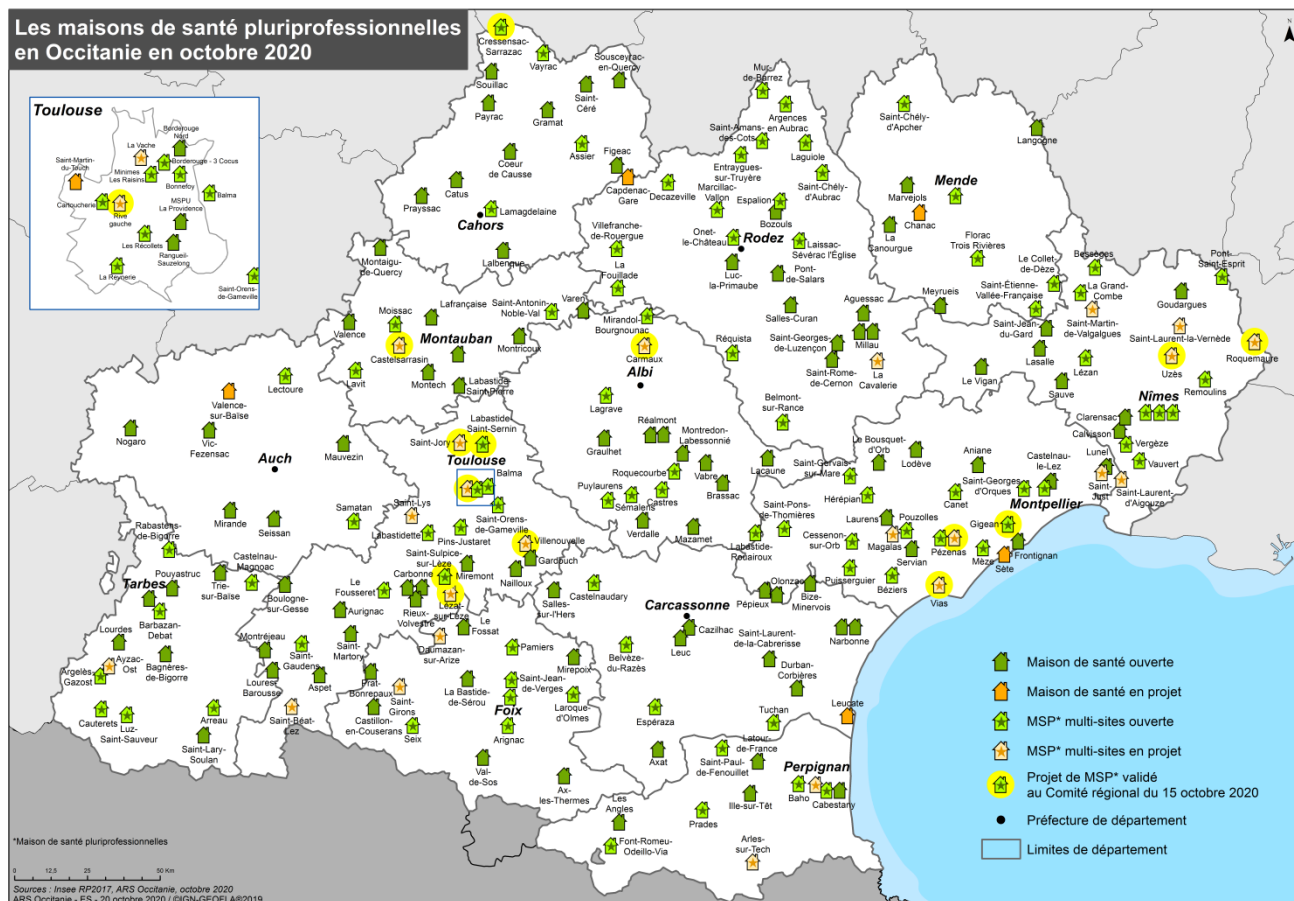 Les maisons de santé pluriprofessionnelles
en Occitanie en octobre 2020
Toulouse
Borderouge
Nord
La Vache
Saint-Martin-
du-Touch
Minimes
Les Raisins
Borderouge - 3 Cocus
Bonnefoy
Balma
Cartoucherie
Rive
gauche
MSPU
La Providence
Les Récollets
Rangueil-
Sauzelong
La Reynerie
Saint-Orens-
de-Gameville
Cressensac-
Sarrazac
Vayrac
Sousceyrac-
en-Quercy
Souillac
Saint-
Céré
Payrac
Gramat
Assier
Coeur
de Causse
Figeac
Capdenac-
Gare
Catus
Prayssac
Lamagdelaine
Cahors
Lalbenque
Montaigu-
de-Quercy
Mur-
de-Barrez
Argences
en Aubrac
Saint-Amans-
des-Cots
Laguiole
Entraygues-
sur-Truyère
Saint-Chély-
d'Aubrac
Decazeville
Marcillac-
Vallon
Espalion
Bozouls
Villefranche-
de-Rouergue
Onet-
le-Château
Rodez
Laissac-
Sévérac l'Église
La
Fouillade
Luc-
la-Primaube
Pont-
de-Salars
Salles-Curan
Aguessac
Millau
Saint-Georges-
de-Luzençon
Saint-Rome-
de-Cernon
La
Cavalerie
Réquista
Belmont-
sur-Rance
Saint-Chély-
d'Apcher
Langogne
Mende
Marvejols
Chanac
La
Canourgue
Florac
Trois Rivières
Le Collet-
de-Dèze
Saint-Étienne-
Vallée-Française
Meyrueis
Bessèges
Pont-
Saint-Esprit
La Grand-
Combe
Goudargues
Saint-Martin-
de-Valgalgues
Saint-Jean-
du-Gard
Saint-Laurent-la-Vernède
Roquemaure
Uzès
Lasalle
Lézan
Le Vigan
Sauve
Remoulins
Nîmes
Clarensac
Calvisson
Vergèze
Vauvert
Lunel
Saint-
Just
Saint-Laurent-
d'Aigouze
Valence
Moissac
Lafrançaise
Saint-Antonin-
Noble-Val
Varen
Montauban
Castelsarrasin
Montricoux
Lavit
Montech
Labastide-
Saint-Pierre
Mirandol-
Bourgnounac
Carmaux
Albi
Lagrave
Graulhet
Réalmont
Montredon-
Labessonnié
Roquecourbe
Vabre
Lacaune
Brassac
Puylaurens
Sémalens
Castres
Verdalle
Mazamet
Labastide-
Rouairoux
Lectoure
Valence-
sur-Baïse
Nogaro
Vic-
Fezensac
Mauvezin
Auch
Mirande
Seissan
Samatan
Labastide-
Saint-Sernin
Saint-Jory
Toulouse
Balma
Saint-Lys
Saint-Orens-
de-Gameville
Labastidette
Pins-Justaret
Villenouvelle
Gardouch
Nailloux
Saint-Sulpice-
sur-Lèze
Miremont
Carbonne
Le
Fousseret
Rieux-
Volvestre
Lézat-
sur-Lèze
Boulogne-
sur-Gesse
Aurignac
Saint-
Martory
Montréjeau
Saint-
Gaudens
Aspet
Saint-Béat-
Lez
Rabastens-
de-Bigorre
Castelnau-
Magnoac
Pouyastruc
Trie-
sur-Baïse
Tarbes
Barbazan-
Debat
Lourdes
Ayzac-
Ost
Argelès-
Gazost
Bagnères-
de-Bigorre
Loures-
Barousse
Cauterets
Luz-
Saint-Sauveur
Arreau
Saint-Lary-
Soulan
Le
Fossat
Daumazan-
sur-Arize
Pamiers
Mirepoix
Prat-
Bonrepaux
Saint-
Girons
La Bastide-
de-Sérou
Saint-Jean-
de-Verges
Laroque-
d'Olmes
Foix
Castillon-
en-Couserans
Seix
Arignac
Val-
de-Sos
Ax-
les-Thermes
Salles-
sur-l'Hers
Castelnaudary
Carcassonne
Cazilhac
Leuc
Belvèze-
du-Razès
Espéraza
Axat
Pépieux
Olonzac
Bize-
Minervois
Narbonne
Saint-Laurent-
de-la-Cabrerisse
Durban-
Corbières
Tuchan
Leucate
Le Bousquet-
d'Orb
Lodève
Aniane
Saint-Georges-
d'Orques
Castelnau-
le-Lez
Montpellier
Saint-Gervais-
sur-Mare
Hérépian
Canet
Saint-Pons-
de-Thomières
Laurens
Pouzolles
Gigean
Cessenon-
sur-Orb
Magalas
Servian
Pézenas
Mèze
Frontignan
Sète
Puisserguier
Béziers
Vias
Latour-
de-France
Saint-Paul-
de-Fenouillet
Perpignan
Baho
Cabestany
Ille-sur-Têt
Les
Angles
Prades
Font-Romeu-
Odeillo-Via
Arles-
sur-Tech
Maison de santé ouverte
Maison de santé en projet
MSP* multi-sites ouverte
MSP* multi-sites en projet
Projet de MSP* validé
au Comité régional du 15 octobre 2020
Préfecture de département
Limites de département
*Maison de santé pluriprofessionnelles
0 12,5 25 50 Km
Sources : Insee RP2017, ARS Occitanie, octobre 2020
ARS Occitanie - ES - 20 octobre 2020 / ©IGN-GEOFLA®2019
N